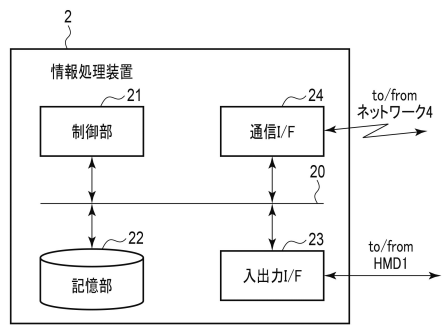 2
情報処理装置
21
制御部
24
通信I/F
to/from
ネットワーク4
20
22
記憶部
23
入出力I/F
to/from
HMD1